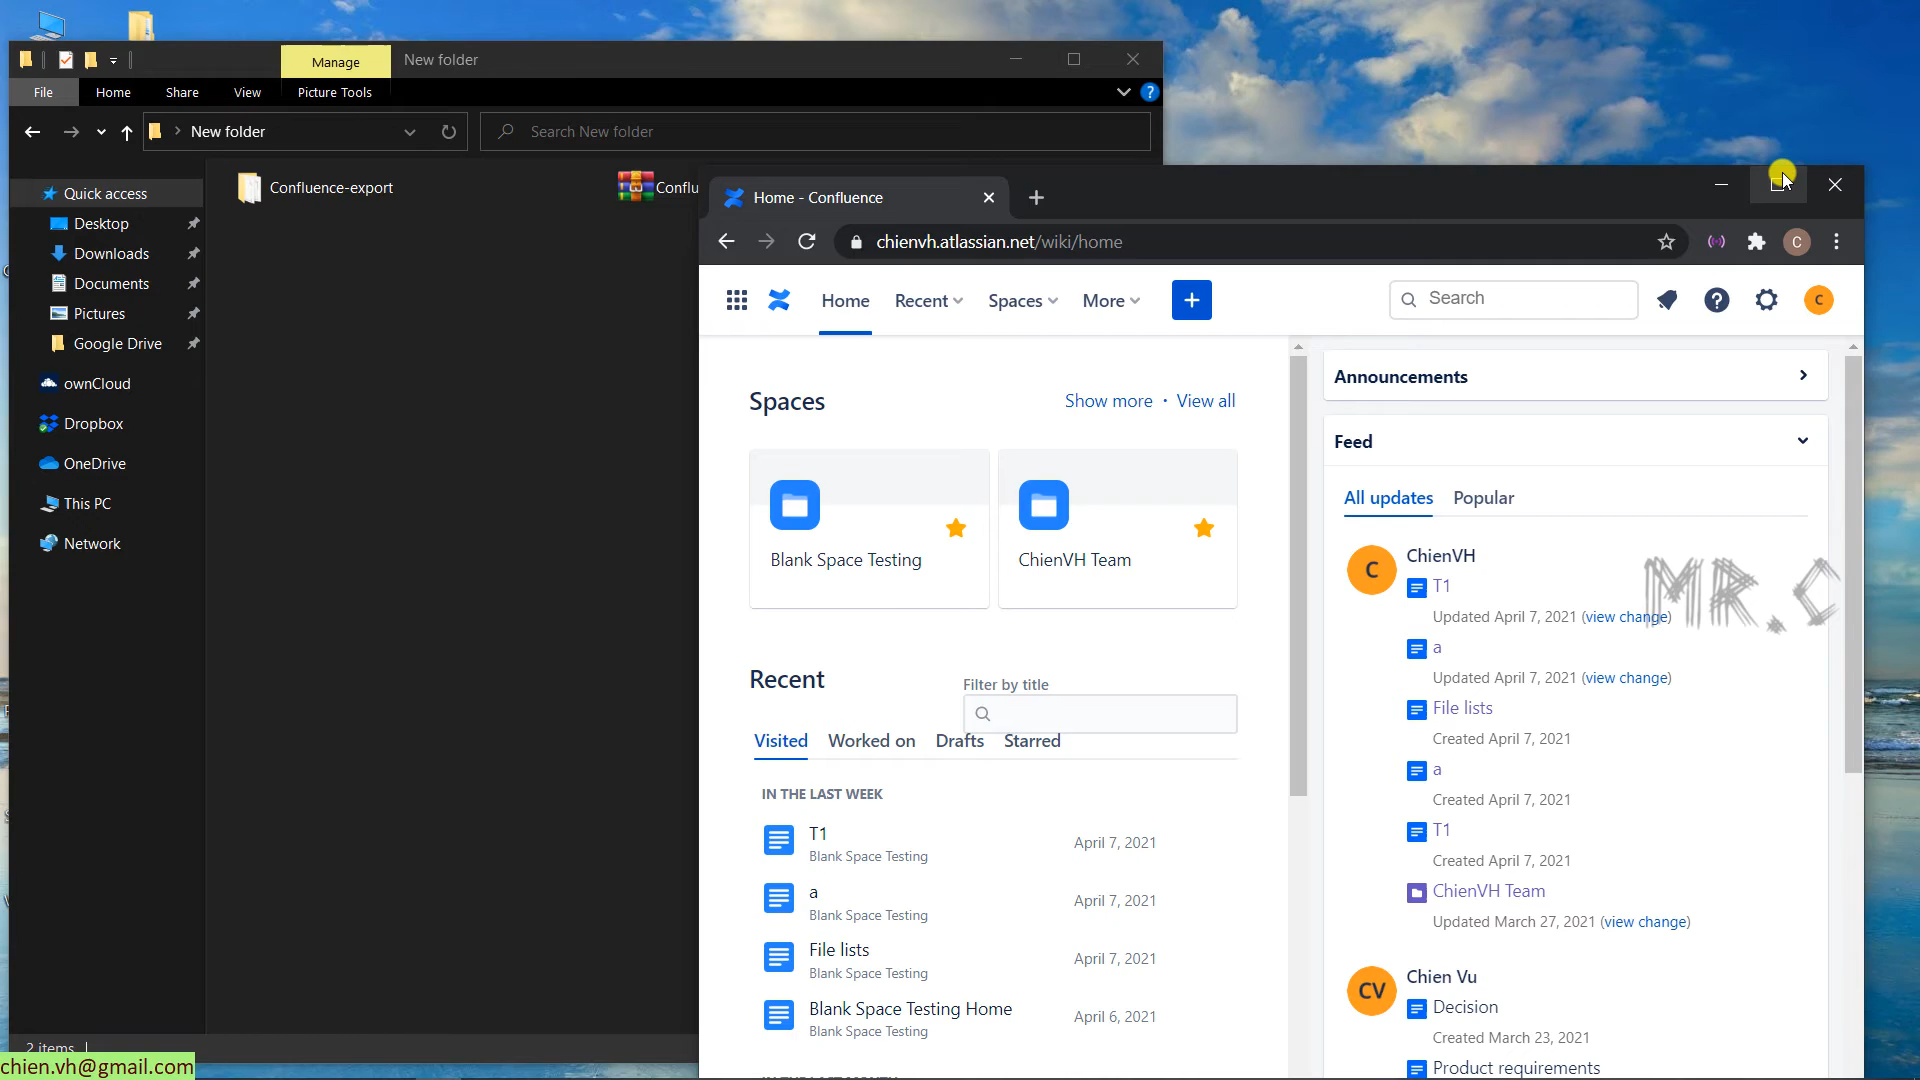 Manage
New folder
File
Home
Share
View
Picture Tools
New folder
Search New folder
Quick access
Desktop
Downloads
Documents
Pictures
Google Drive
ownCloud
Dropbox
OneDrive
This PC
Network
Confluence-export
Conflu
2 items
chien.vh@gmail.com
Home - Confluence
chienvh.atlassian.net/wiki/home
C
Home
Recent
Spaces
More
Search
C
Spaces
Show more • View all
Blank Space Testing
ChienVH Team
Recent
Filter by title
Visited
Worked on
Drafts
Starred
IN THE LAST WEEK
T1
Blank Space Testing
April 7, 2021
a
Blank Space Testing
April 7, 2021
File lists
Blank Space Testing
April 7, 2021
Blank Space Testing Home
Blank Space Testing
April 6, 2021
Announcements
Feed
All updates
Popular
C
ChienVH
T1
Updated April 7, 2021 (view change)
a
Updated April 7, 2021 (view change)
File lists
Created April 7, 2021
a
Created April 7, 2021
T1
Created April 7, 2021
ChienVH Team
Updated March 27, 2021 (view change)
CV
Chien Vu
Decision
Created March 23, 2021
Product requirements
MR.C